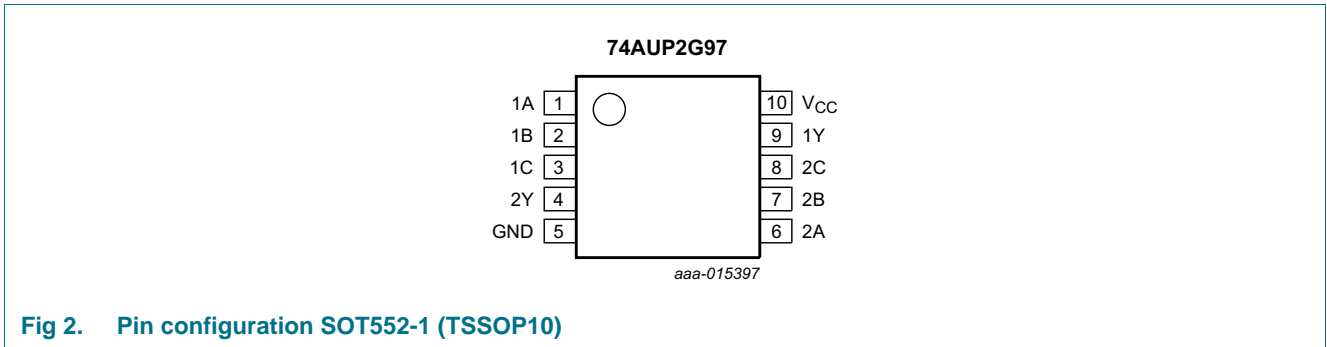 74AUP2G97
1A 1 10 VCC
1B 2 9 1Y
1C 3 8 2C
2Y 4 7 2B
GND 5 6 2A
aaa-015397
Fig 2. Pin configuration SOT552-1 (TSSOP10)